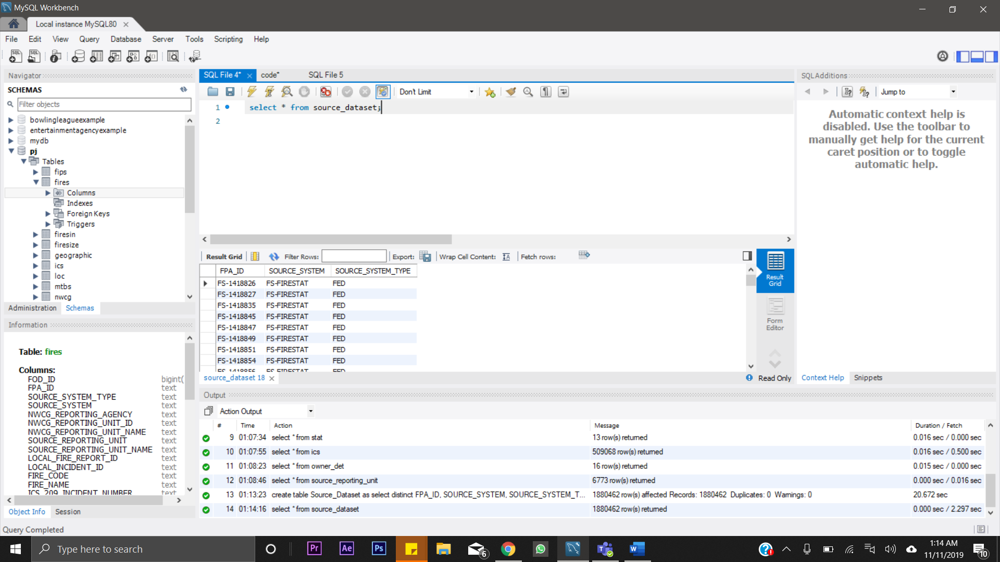 MySQL Workbench
Local instance MySQL80
File Edit View Query Database Server Tools Scripting Help
Navigator
SCHEMAS
Filter objects
bowlingleagueexample
entertainmentagencyexample
mydb
pj
Tables
fips
fires
Columns
Indexes
Foreign Keys
Triggers
firesin
firesize
geographic
ics
loc
mtbs
nwcg
Administration Schemas
Information
Table: fires
Columns:
FOD_ID bigint(
FPA_ID text
SOURCE_SYSTEM_TYPE text
SOURCE_SYSTEM text
NWCG_REPORTING_AGENCY text
NWCG_REPORTING_UNIT_ID text
NWCG_REPORTING_UNIT_NAME text
SOURCE_REPORTING_UNIT text
SOURCE_REPORTING_UNIT_NAME text
LOCAL_FIRE_REPORT_ID text
LOCAL_INCIDENT_ID text
FIRE_CODE text
FIRE_NAME text
ICS_209_INCIDENT_NUMBER text
Object Info Session
Query Completed
SQL File 4* code* SQL File 5
Don't Limit
1 select * from source_dataset;
2
Result Grid Filter Rows: Export: Wrap Cell Content: Fetch rows:
FPA_ID SOURCE_SYSTEM SOURCE_SYSTEM_TYPE
FS-1418826 FS-FIRESTAT FED
FS-1418827 FS-FIRESTAT FED
FS-1418835 FS-FIRESTAT FED
FS-1418845 FS-FIRESTAT FED
FS-1418847 FS-FIRESTAT FED
FS-1418849 FS-FIRESTAT FED
FS-1418851 FS-FIRESTAT FED
FS-1418854 FS-FIRESTAT FED
FS-1418856 FS-FIRESTAT FED
Result
Grid
Form
Editor
source_dataset 18
Read Only
SQLAdditions
Jump to
Automatic context help is
disabled. Use the toolbar to
manually get help for the current
caret position or to toggle
automatic help.
Context Help Snippets
Output
Action Output
# Time Action Message Duration / Fetch
9 01:07:34 select * from stat 13 row(s) returned 0.016 sec / 0.000 sec
10 01:07:55 select * from ics 509068 row(s) returned 0.016 sec / 0.500 sec
11 01:08:23 select * from owner_det 16 row(s) returned 0.015 sec / 0.000 sec
12 01:08:46 select * from source_reporting_unit 6773 row(s) returned 0.000 sec / 0.016 sec
13 01:13:23 create table Source_Dataset as select distinct FPA_ID, SOURCE_SYSTEM, SOURCE_SYSTEM_T... 1880462 row(s) affected Records: 1880462 Duplicates: 0 Warnings: 0 20.672 sec
14 01:14:16 select * from source_dataset 1880462 row(s) returned 0.000 sec / 2.297 sec
Type here to search
Pr
Ae
Ps
6
1:14 AM
11/11/2019
10